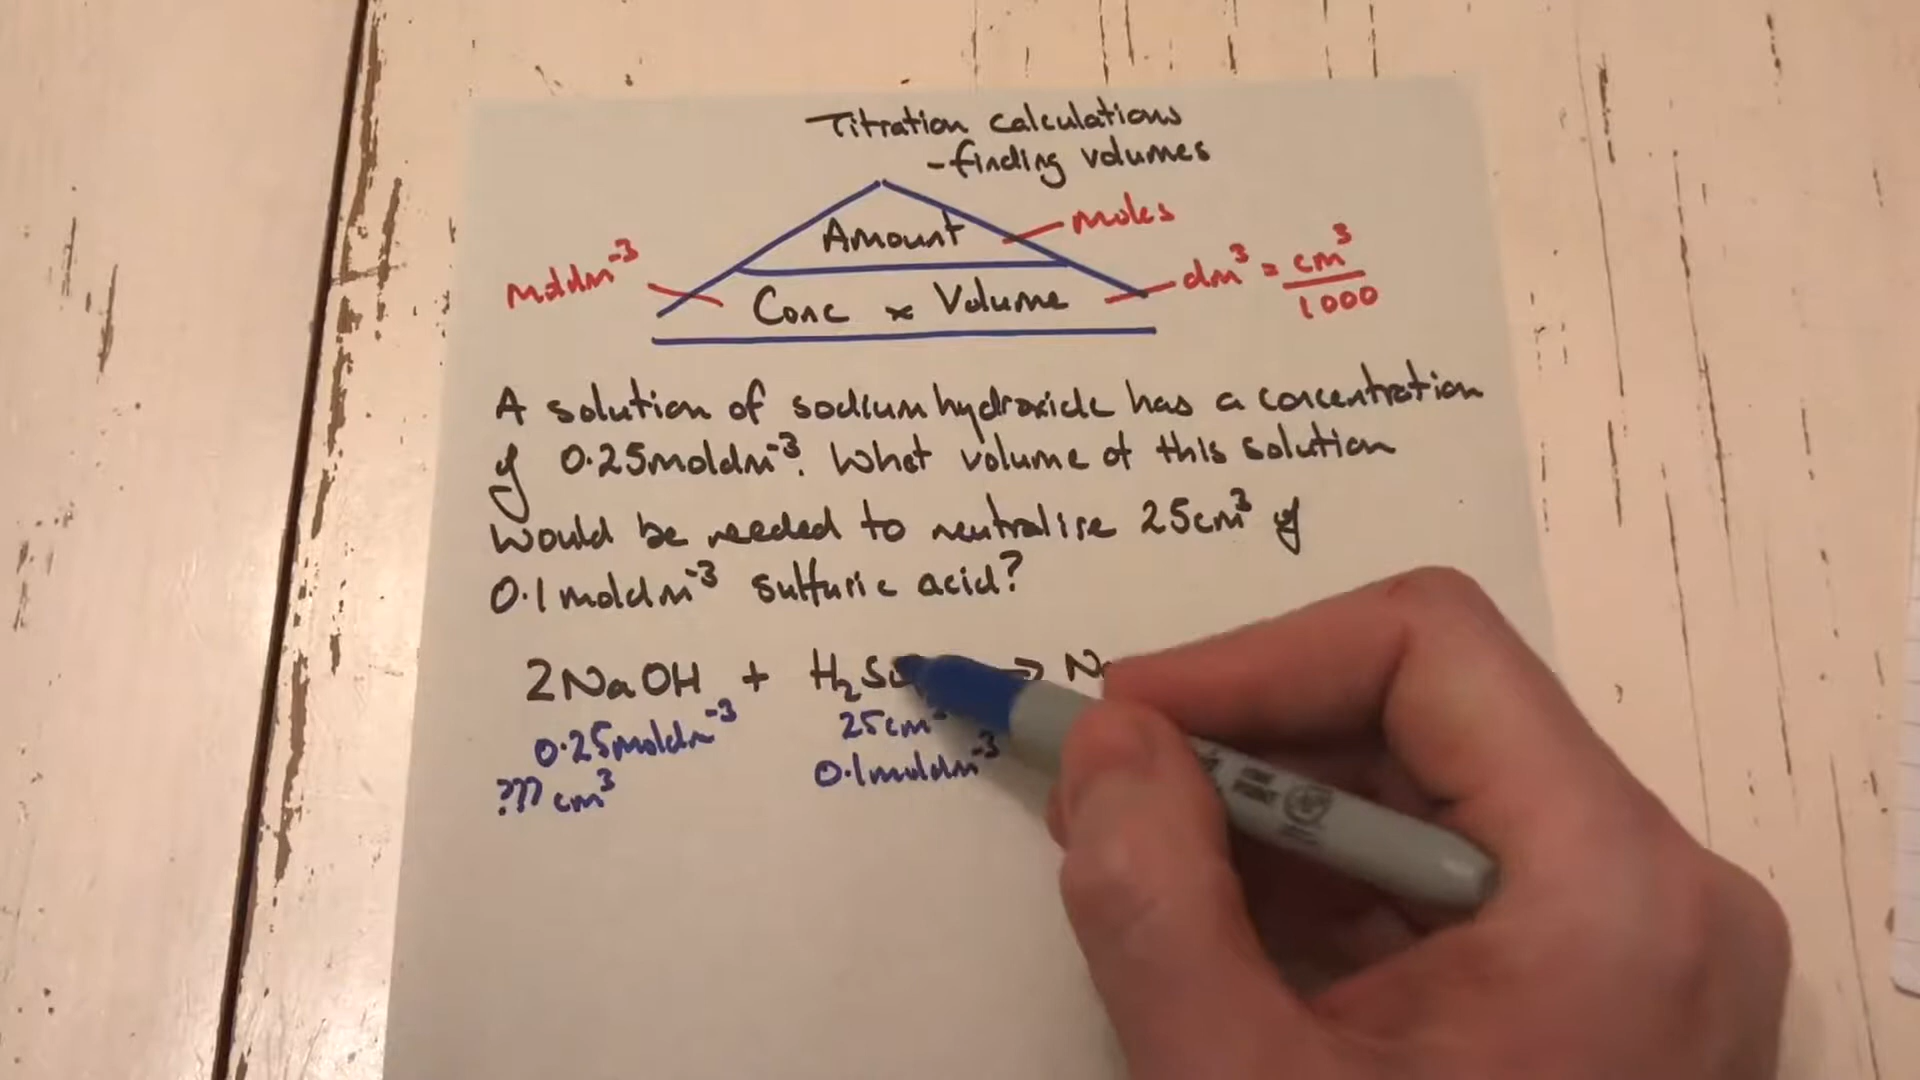 Titration calculations
-finding volumes
Amount
moles
moldm⁻³
Conc × Volume
dm³ = cm³
1000
A solution of sodium hydroxide has a concentration
of 0.25moldm⁻³. What volume of this solution
would be needed to neutralise 25cm³ of
0.1moldm⁻³ sulfuric acid?
2NaOH + H₂S → N
0.25moldm⁻³
25cm
??? cm³
0.1moldm⁻³